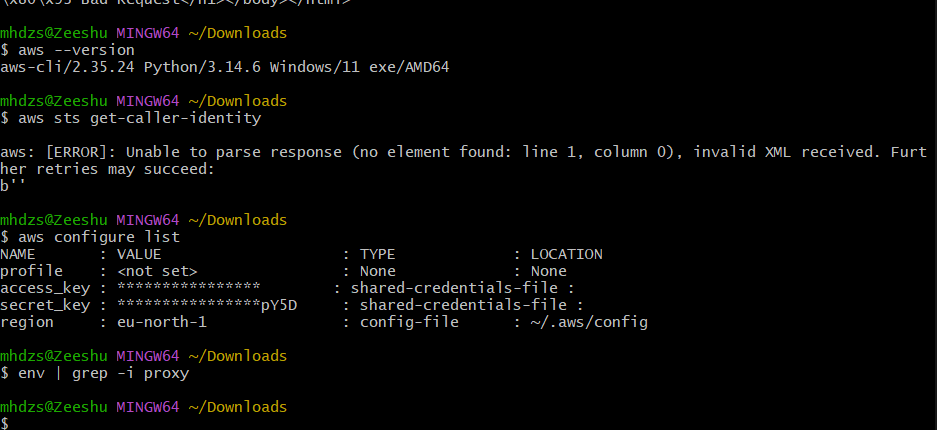 \x80\x93 Bad Request</h1></body></html>
mhdzs@Zeeshu MINGW64 ~/Downloads
$ aws --version
aws-cli/2.35.24 Python/3.14.6 Windows/11 exe/AMD64
mhdzs@Zeeshu MINGW64 ~/Downloads
$ aws sts get-caller-identity
aws: [ERROR]: Unable to parse response (no element found: line 1, column 0), invalid XML received. Furt
her retries may succeed:
b''
mhdzs@Zeeshu MINGW64 ~/Downloads
$ aws configure list
NAME       : VALUE                    : TYPE             : LOCATION
profile    : <not set>                : None             : None
access_key : ****************         : shared-credentials-file :
secret_key : ****************pY5D     : shared-credentials-file :
region     : eu-north-1               : config-file      : ~/.aws/config
mhdzs@Zeeshu MINGW64 ~/Downloads
$ env | grep -i proxy
mhdzs@Zeeshu MINGW64 ~/Downloads
$